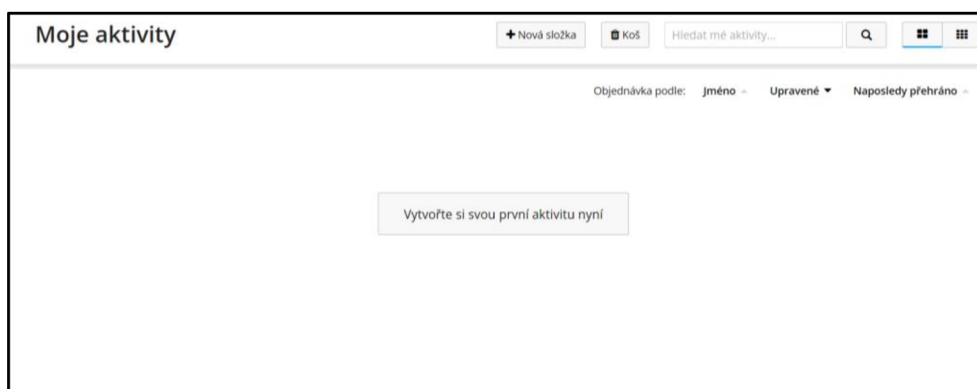 Moje aktivity
Nová složka
Koš
Hledat mé aktivity...
Objednávka podle: Jméno Upravené Naposledy přehráno
Vytvořte si svou první aktivitu nyní